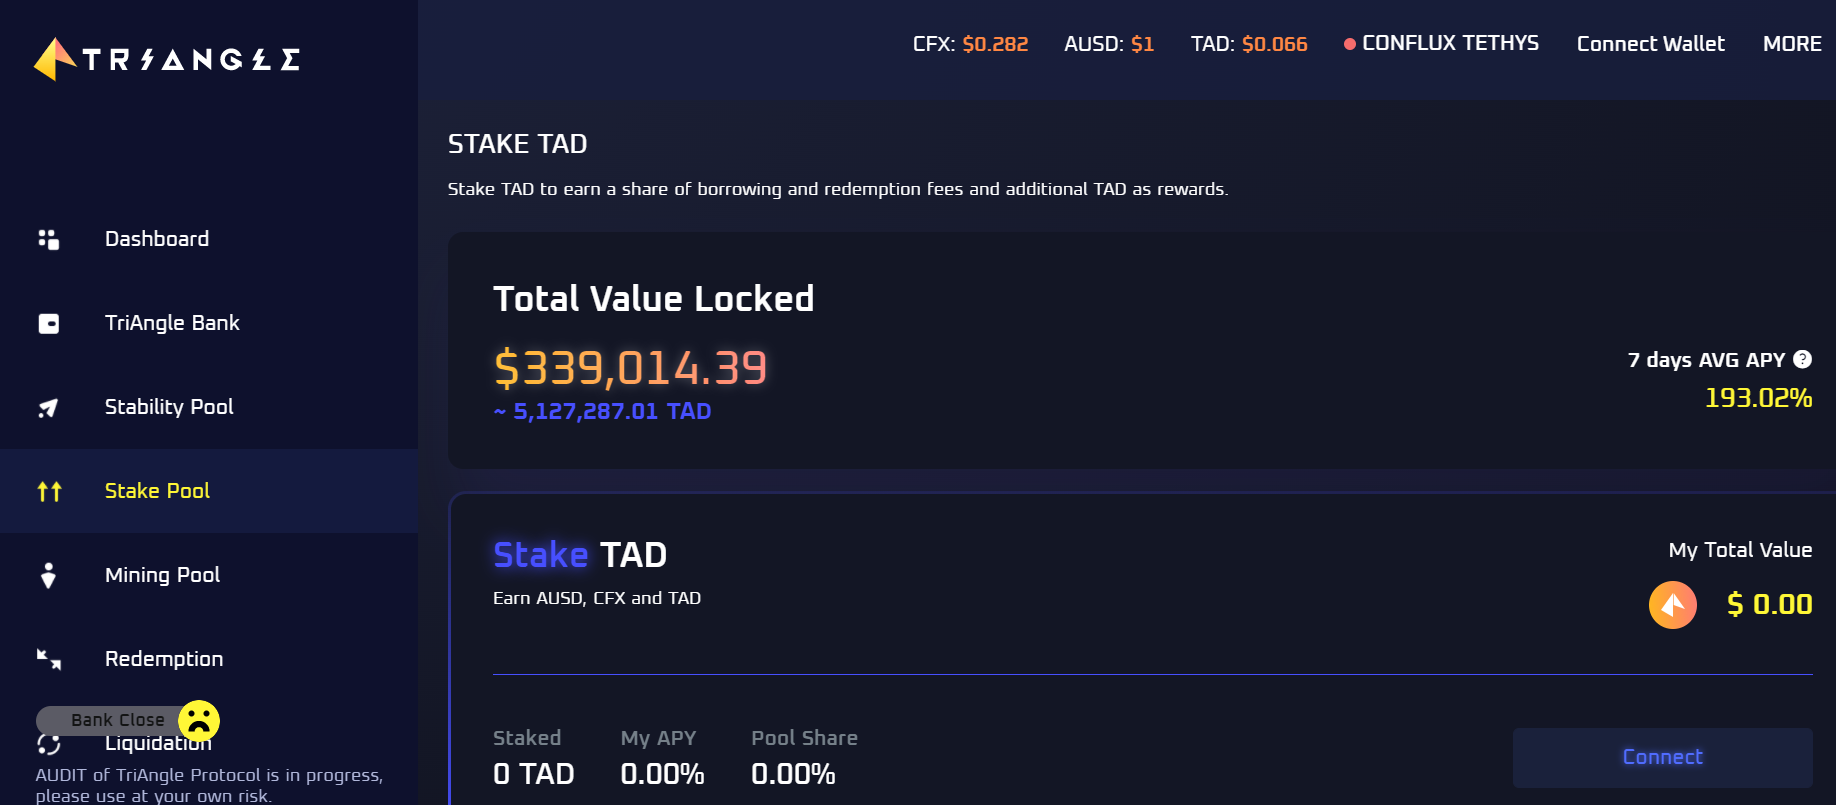 TRIANGLE
CFX: $0.282 AUSD: $1 TAD: $0.066 CONFLUX TETHYS Connect Wallet MORE
Dashboard
TriAngle Bank
Stability Pool
Stake Pool
Mining Pool
Redemption
Bank Close
Liquidation
AUDIT of TriAngle Protocol is in progress,
please use at your own risk.
STAKE TAD
Stake TAD to earn a share of borrowing and redemption fees and additional TAD as rewards.
Total Value Locked
$339,014.39
~ 5,127,287.01 TAD
7 days AVG APY ?
193.02%
Stake TAD
Earn AUSD, CFX and TAD
My Total Value
$ 0.00
Staked My APY Pool Share
0 TAD 0.00% 0.00%
Connect